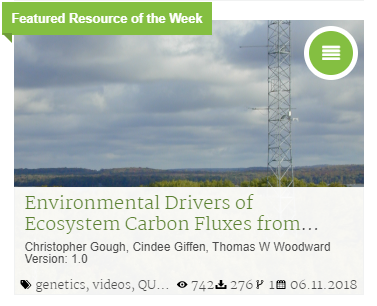 Featured Resource of the Week
Environmental Drivers of
Ecosystem Carbon Fluxes from...
Christopher Gough, Cindee Giffen, Thomas W Woodward
Version: 1.0
genetics, videos, QU... 742 276 1 06.11.2018